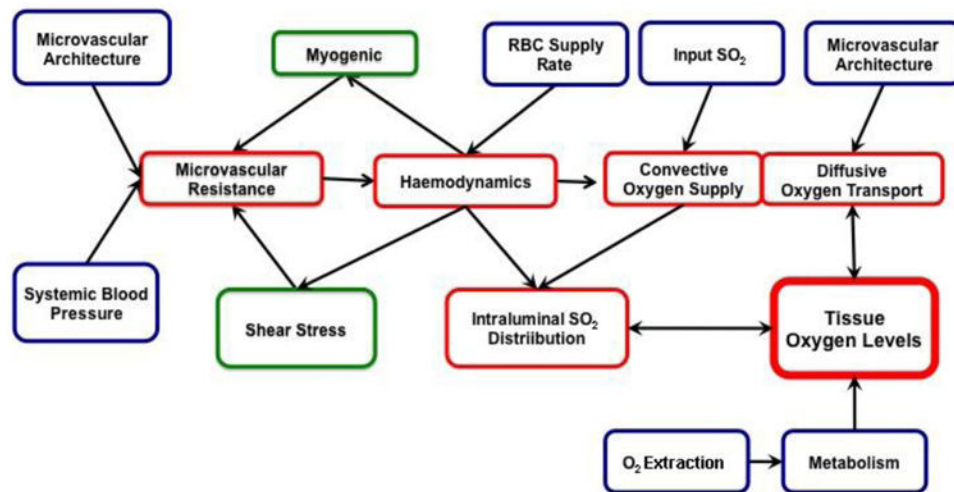 Microvascular
Architecture
Myogenic
RBC Supply
Rate
Input SO₂
Microvascular
Architecture
Microvascular
Resistance
Haemodynamics
Convective
Oxygen Supply
Diffusive
Oxygen Transport
Systemic Blood
Pressure
Shear Stress
Intraluminal SO₂
Distriibution
Tissue
Oxygen Levels
O₂ Extraction
Metabolism